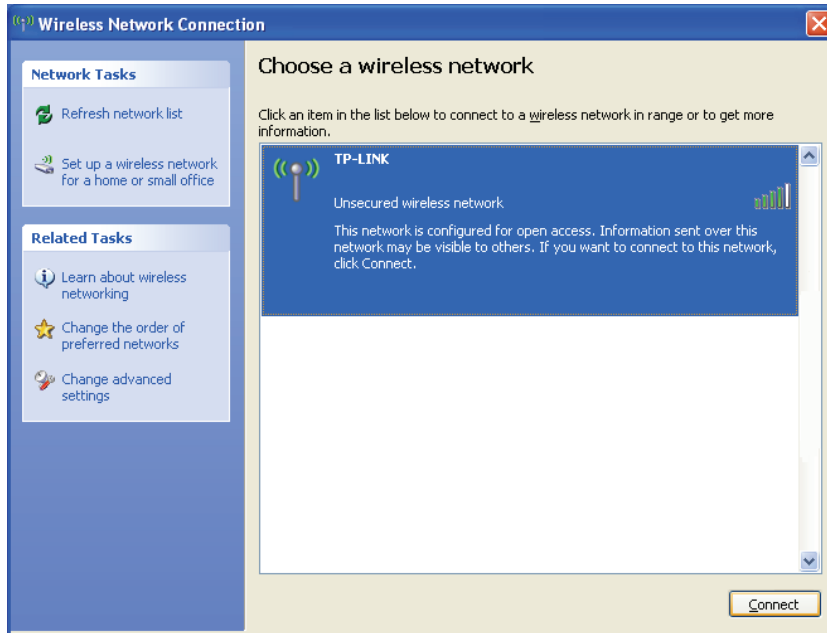 Wireless Network Connection
Network Tasks
Refresh network list
Set up a wireless network
for a home or small office
Related Tasks
Learn about wireless
networking
Change the order of
preferred networks
Change advanced
settings
Choose a wireless network
Click an item in the list below to connect to a wireless network in range or to get more
information.
TP-LINK
Unsecured wireless network
This network is configured for open access. Information sent over this
network may be visible to others. If you want to connect to this network,
click Connect.
Connect